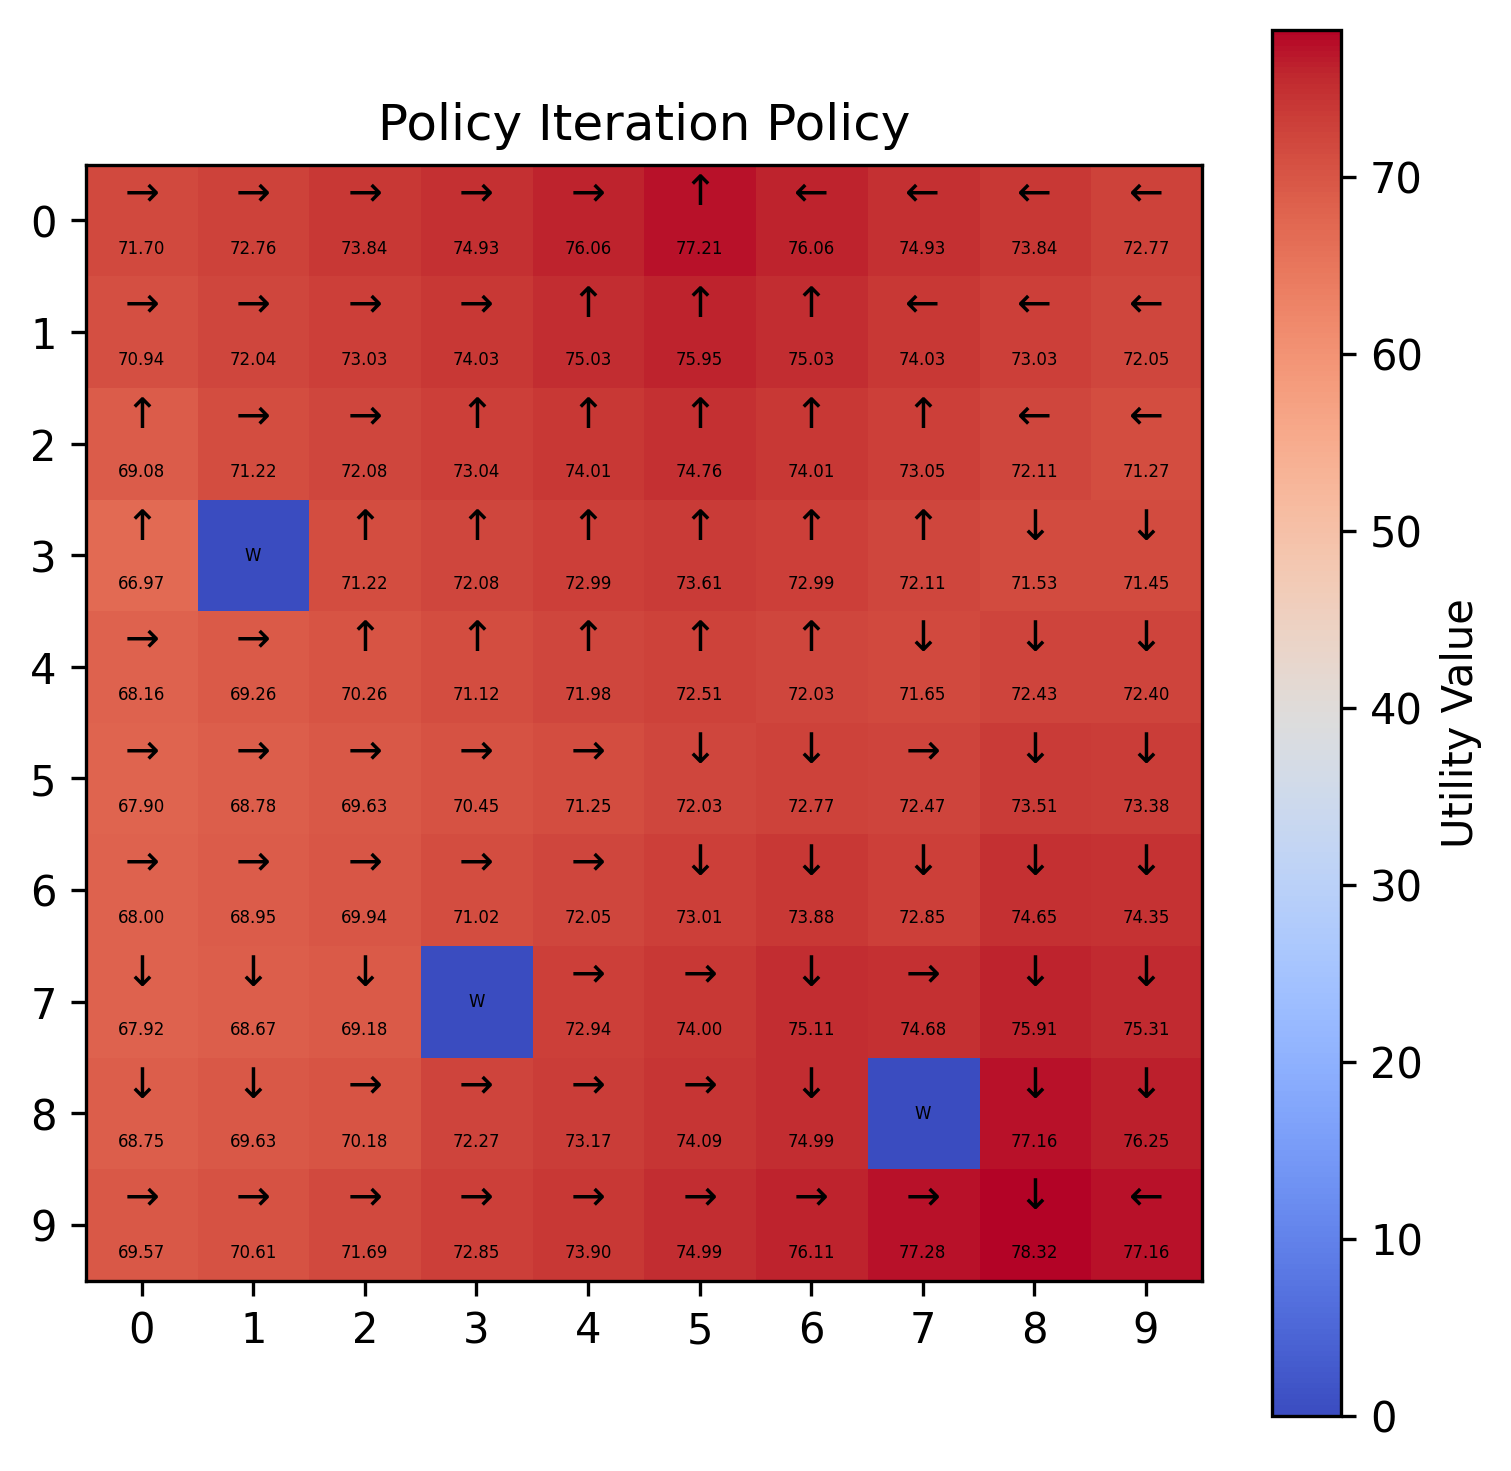 Policy Iteration Policy
0 → → → → → ↑ ← ← ← ←
71.70 72.76 73.84 74.93 76.06 77.21 76.06 74.93 73.84 72.77
1 → → → → ↑ ↑ ↑ ← ← ←
70.94 72.04 73.03 74.03 75.03 75.95 75.03 74.03 73.03 72.05
2 ↑ → → ↑ ↑ ↑ ↑ ↑ ← ←
69.08 71.22 72.08 73.04 74.01 74.76 74.01 73.05 72.11 71.27
3 ↑ W ↑ ↑ ↑ ↑ ↑ ↑ ↓ ↓
66.97 71.22 72.08 72.99 73.61 72.99 72.11 71.53 71.45
4 → → ↑ ↑ ↑ ↑ ↑ ↓ ↓ ↓
68.16 69.26 70.26 71.12 71.98 72.51 72.03 71.65 72.43 72.40
5 → → → → → ↓ ↓ → ↓ ↓
67.90 68.78 69.63 70.45 71.25 72.03 72.77 72.47 73.51 73.38
6 → → → → → ↓ ↓ ↓ ↓ ↓
68.00 68.95 69.94 71.02 72.05 73.01 73.88 72.85 74.65 74.35
7 ↓ ↓ ↓ W → → ↓ → ↓ ↓
67.92 68.67 69.18 72.94 74.00 75.11 74.68 75.91 75.31
8 ↓ ↓ → → → → ↓ W ↓ ↓
68.75 69.63 70.18 72.27 73.17 74.09 74.99 77.16 76.25
9 → → → → → → → → ↓ ←
69.57 70.61 71.69 72.85 73.90 74.99 76.11 77.28 78.32 77.16
0 1 2 3 4 5 6 7 8 9
70
60
50
40
30
20
10
0
Utility Value